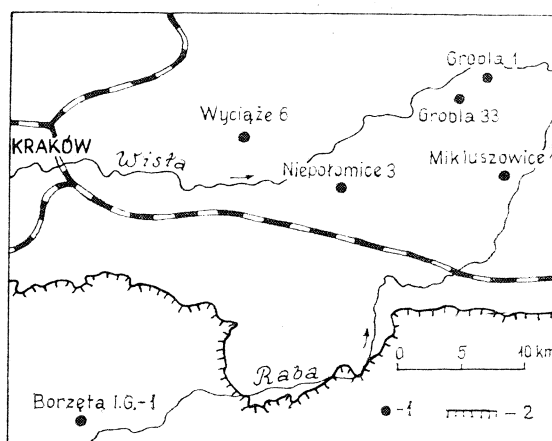 Grobla 1
Wyciąże 6
Grobla 33
KRAKÓW
Wisła
Niepołomice 3
Mikluszowice
Raba
0 5 10 km
Borzęta I.G.-1
-1
-2